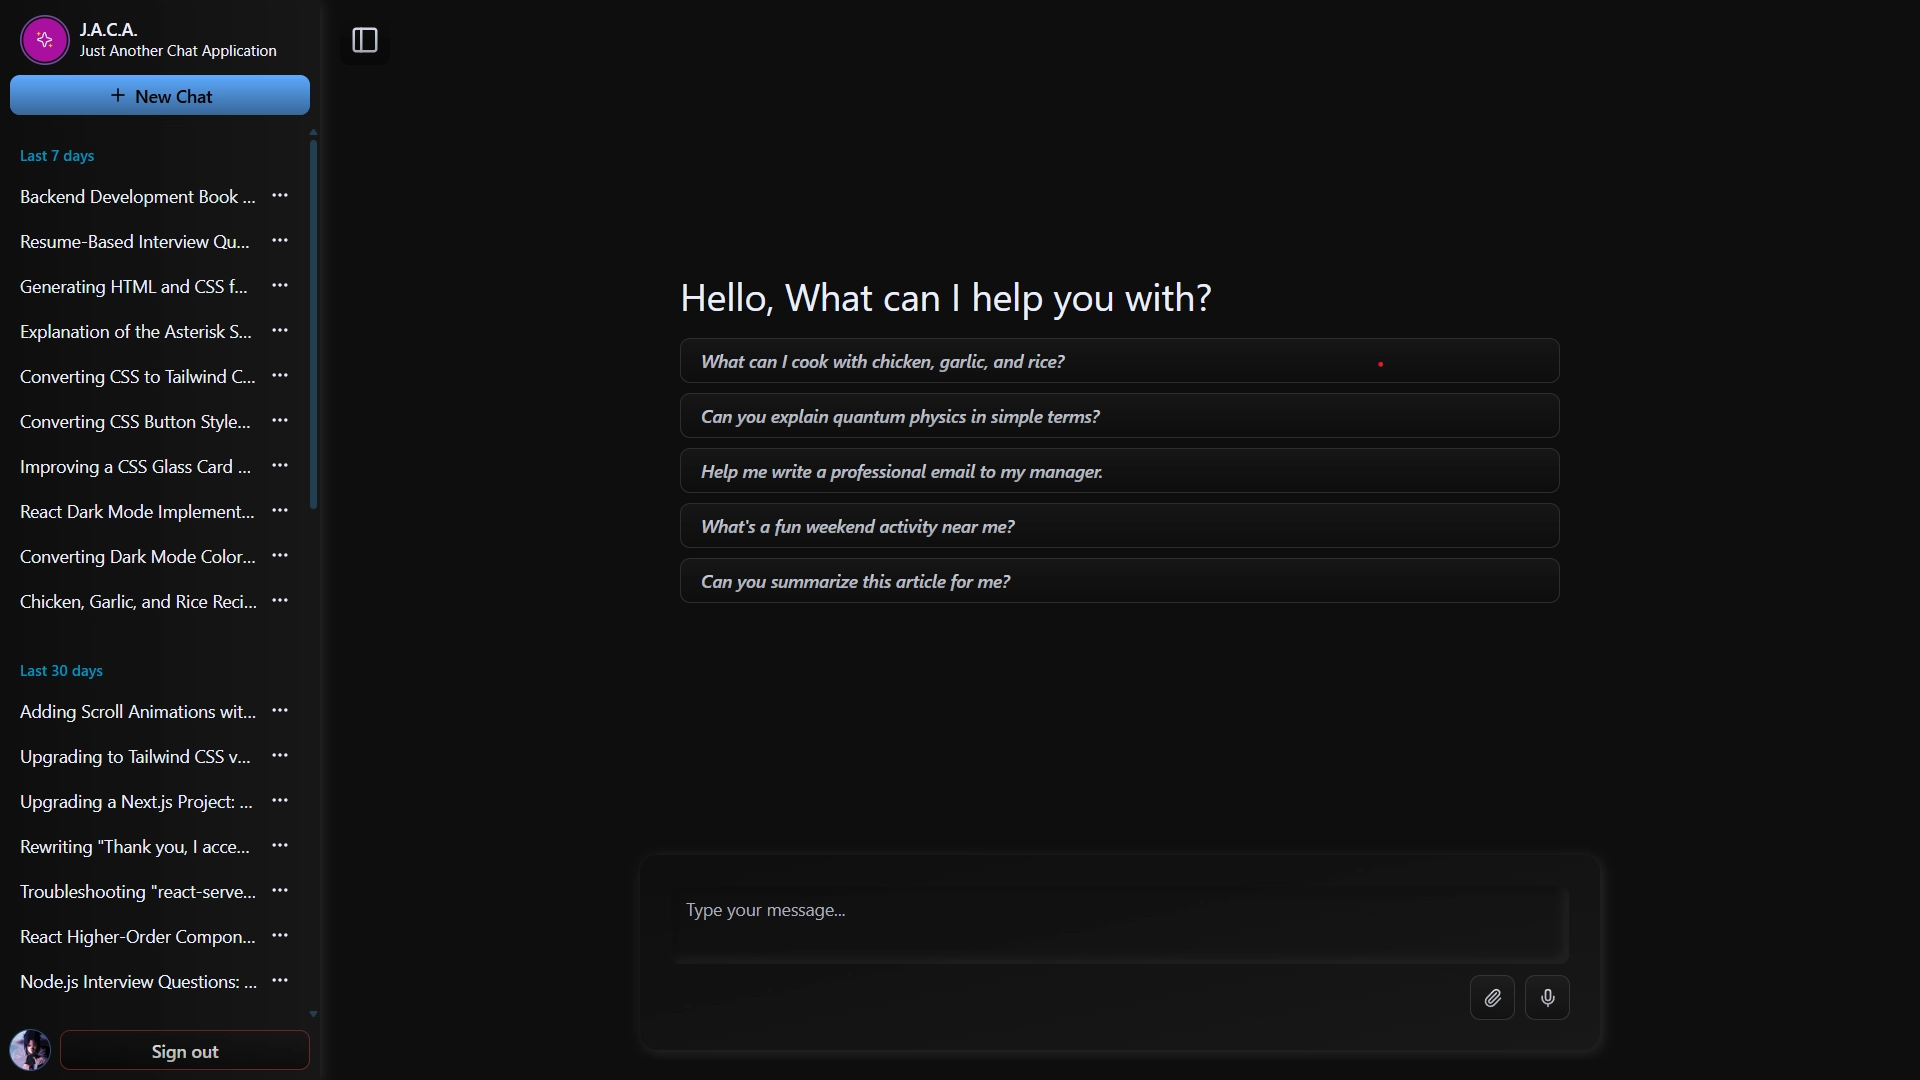 J.A.C.A.
Just Another Chat Application
New Chat
Last 7 days
Backend Development Book ...
Resume-Based Interview Qu...
Generating HTML and CSS f...
Explanation of the Asterisk S...
Converting CSS to Tailwind C...
Converting CSS Button Style...
Improving a CSS Glass Card ...
React Dark Mode Implement...
Converting Dark Mode Color...
Chicken, Garlic, and Rice Reci...
Last 30 days
Adding Scroll Animations wit...
Upgrading to Tailwind CSS v...
Upgrading a Next.js Project: ...
Rewriting "Thank you, I acce...
Troubleshooting "react-serve...
React Higher-Order Compon...
Node.js Interview Questions: ...
Sign out
Hello, What can I help you with?
What can I cook with chicken, garlic, and rice?
Can you explain quantum physics in simple terms?
Help me write a professional email to my manager.
What's a fun weekend activity near me?
Can you summarize this article for me?
Type your message...